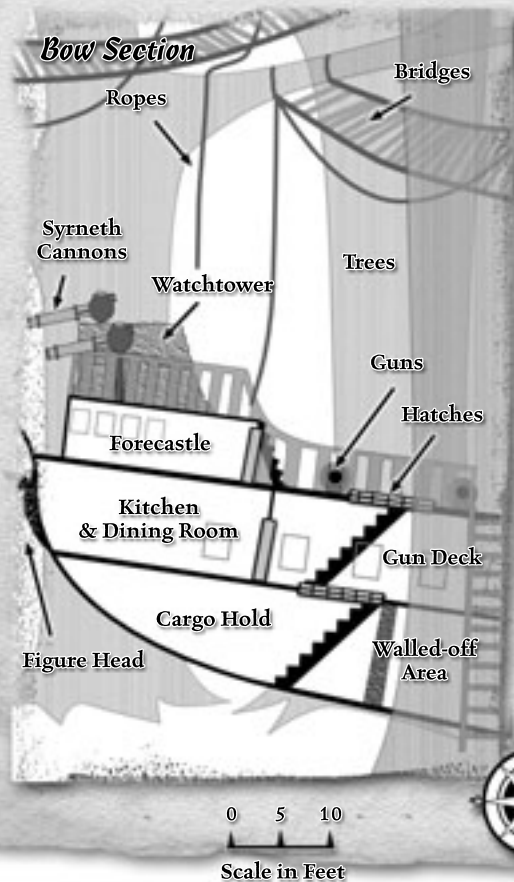 Bow Section
Bridges
Ropes
Syrneth
Cannons
Trees
Watchtower
Guns
Hatches
Forecastle
Kitchen
& Dining Room
Gun Deck
Cargo Hold
Walled-off
Area
Figure Head
0 5 10
Scale in Feet